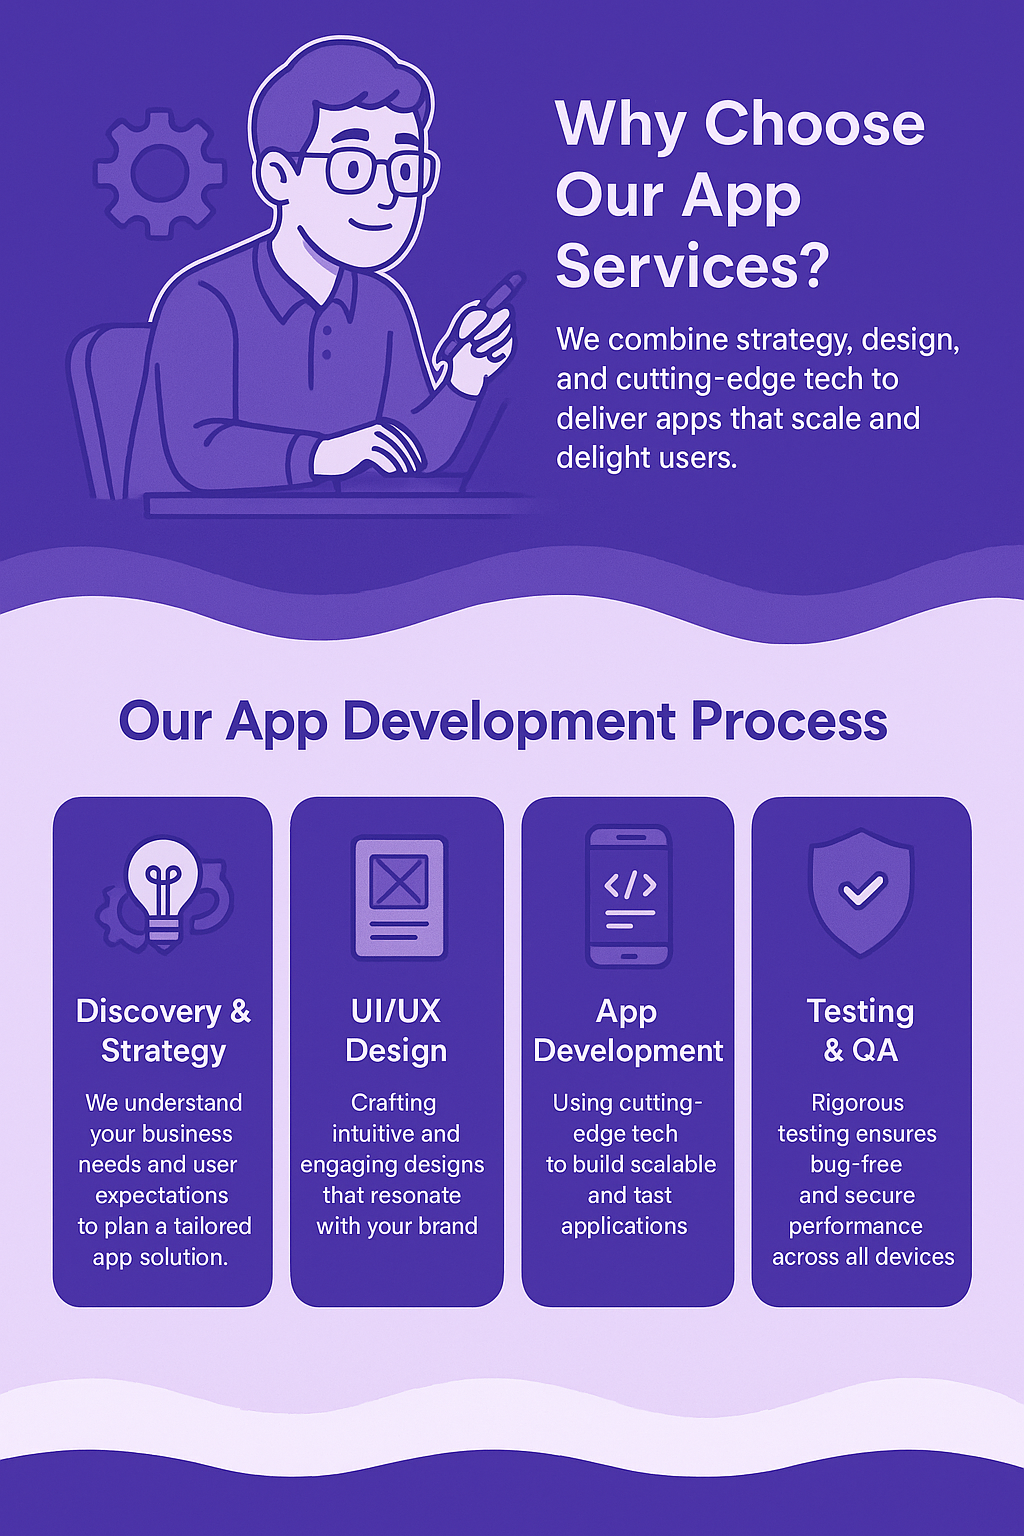 Why Choose
Our App
Services?
We combine strategy, design,
and cutting-edge tech to
deliver apps that scale and
delight users.
Our App Development Process
Discovery &
Strategy
We understand
your business
needs and user
expectations
to plan a tailored
app solution.
UI/UX
Design
Crafting
intuitive and
engaging designs
that resonate
with your brand
</>
App
Development
Using cutting-
edge tech
to build scalable
and tast
applications
Testing
& QA
Rigorous
testing ensures
bug-free
and secure
performance
across all devices